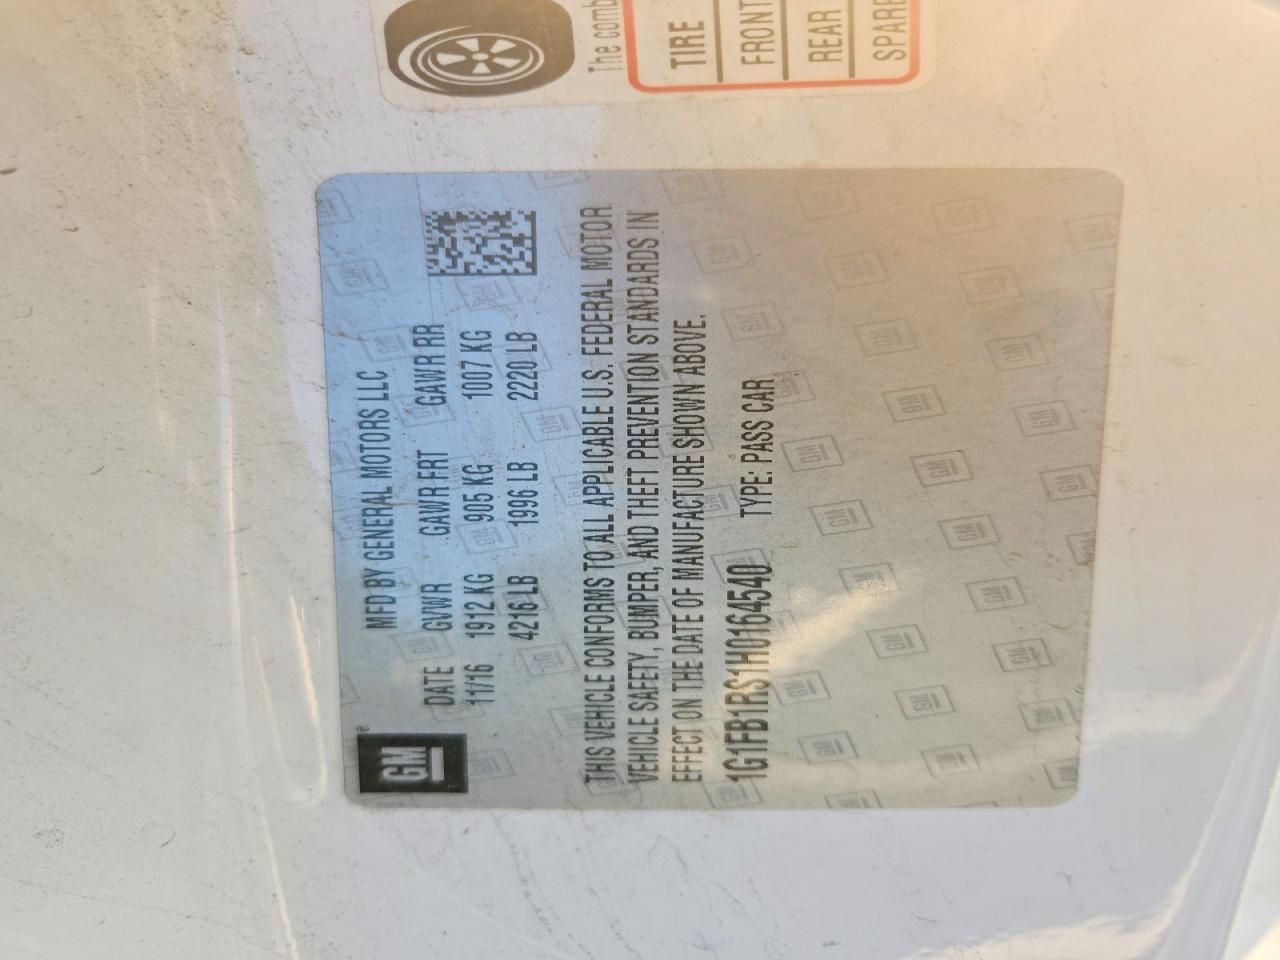 The comb
TIRE
FRONT
REAR
SPARE
GM®
MFD BY GENERAL MOTORS LLC
DATE GVWR GAWR FRT GAWR RR
11/16 1912 KG 905 KG 1007 KG
4216 LB 1996 LB 2220 LB
THIS VEHICLE CONFORMS TO ALL APPLICABLE U.S. FEDERAL MOTOR
VEHICLE SAFETY, BUMPER, AND THEFT PREVENTION STANDARDS IN
EFFECT ON THE DATE OF MANUFACTURE SHOWN ABOVE.
1G1FB1RS1H0164540 TYPE: PASS CAR